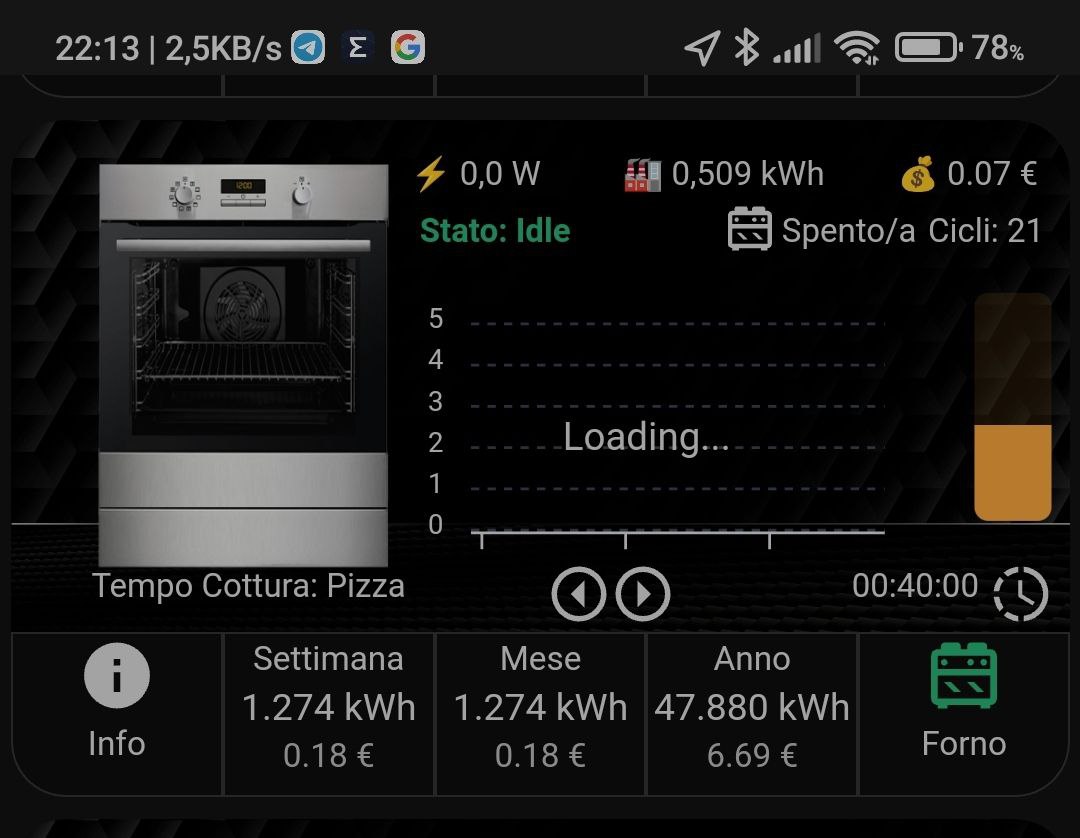 22:13 | 2,5KB/s 78%
0,0 W 0,509 kWh 0.07 €
Stato: Idle Spento/a Cicli: 21
12:00
5
4
3
2
1
0
Loading...
Tempo Cottura: Pizza 00:40:00
Info
Settimana
1.274 kWh
0.18 €
Mese
1.274 kWh
0.18 €
Anno
47.880 kWh
6.69 €
Forno